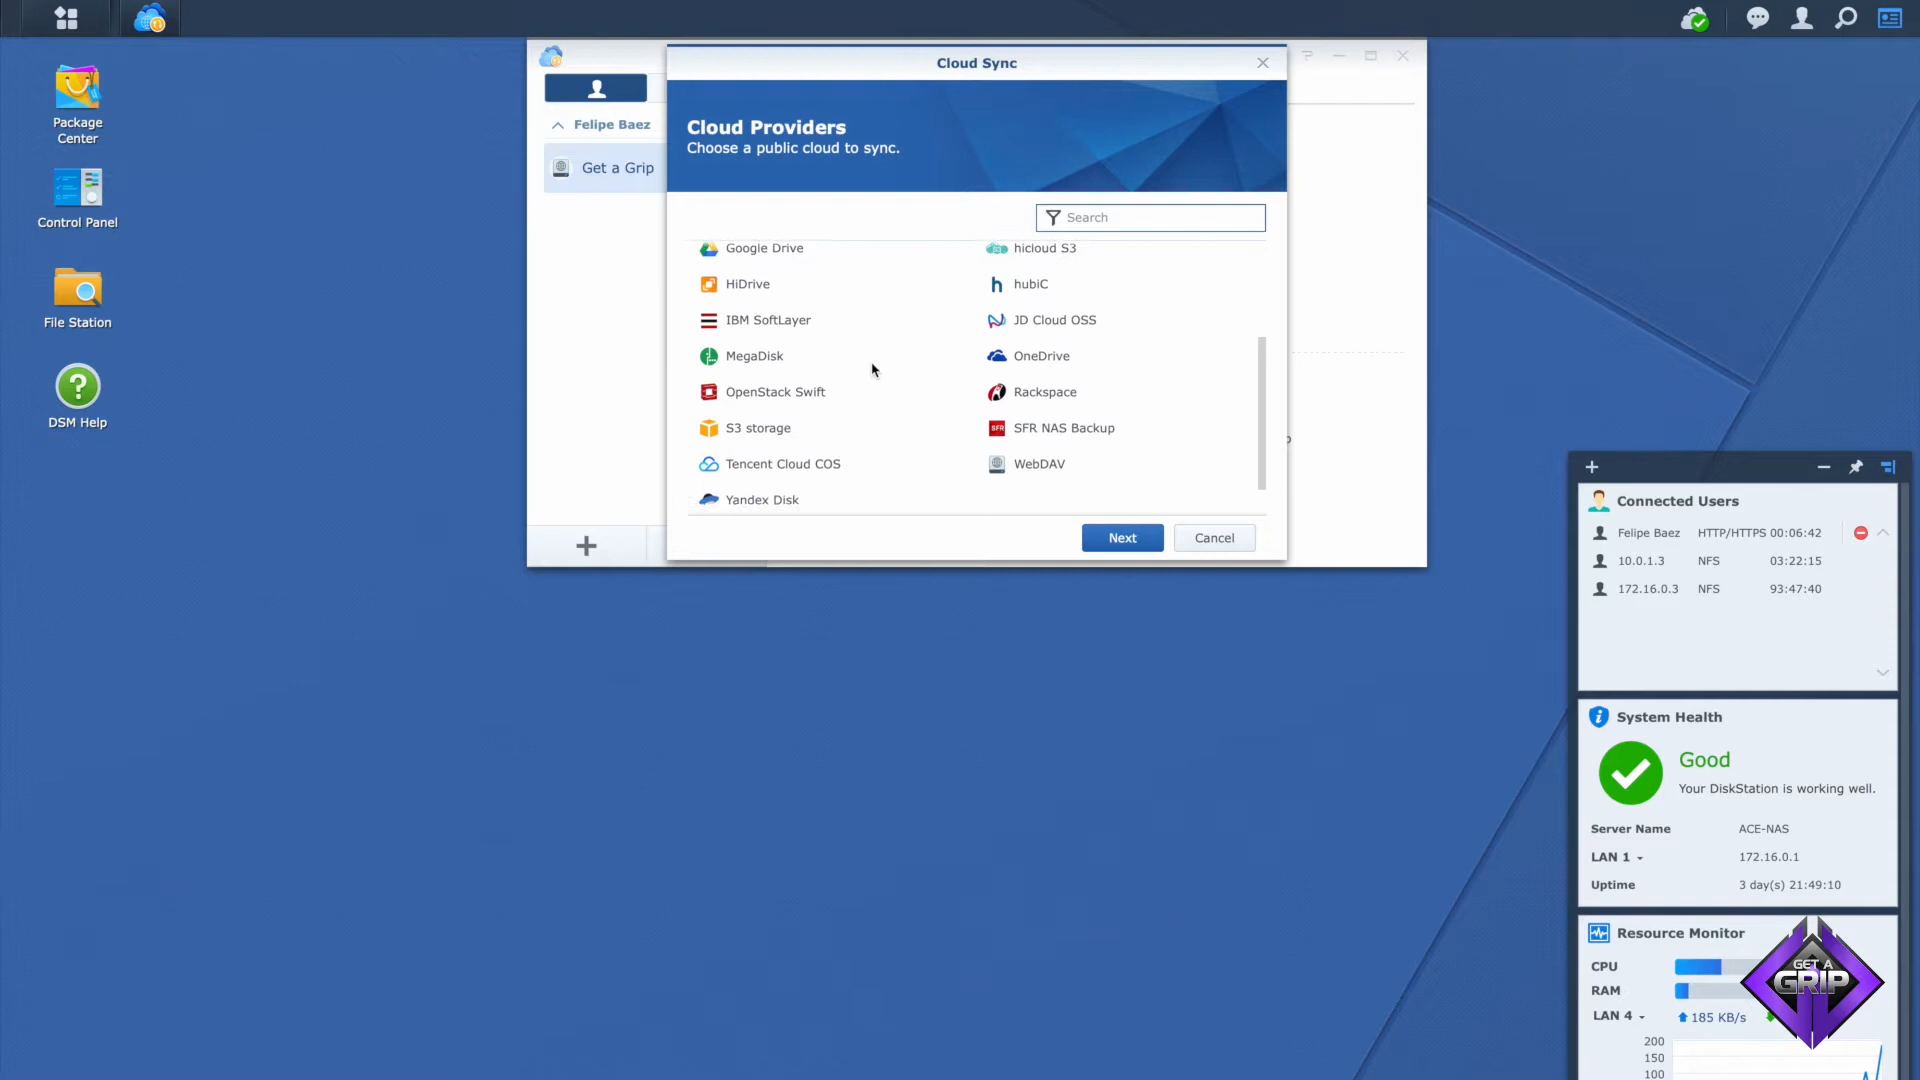 Cloud Sync
Package
Center
Control Panel
File Station
DSM Help
Felipe Baez
Get a Grip
Cloud Providers
Choose a public cloud to sync.
Search
Google Drive
hicloud S3
HiDrive
hubiC
IBM SoftLayer
JD Cloud OSS
MegaDisk
OneDrive
OpenStack Swift
Rackspace
S3 storage
SFR NAS Backup
Tencent Cloud COS
WebDAV
Yandex Disk
Next
Cancel
Connected Users
Felipe Baez HTTP/HTTPS 00:06:42
10.0.1.3 NFS 03:22:15
172.16.0.3 NFS 93:47:40
System Health
Good
Your DiskStation is working well.
Server Name ACE-NAS
LAN 1 172.16.0.1
Uptime 3 day(s) 21:49:10
Resource Monitor
CPU
RAM
LAN 4 185 KB/s
200
150
100
GET A
GRIP